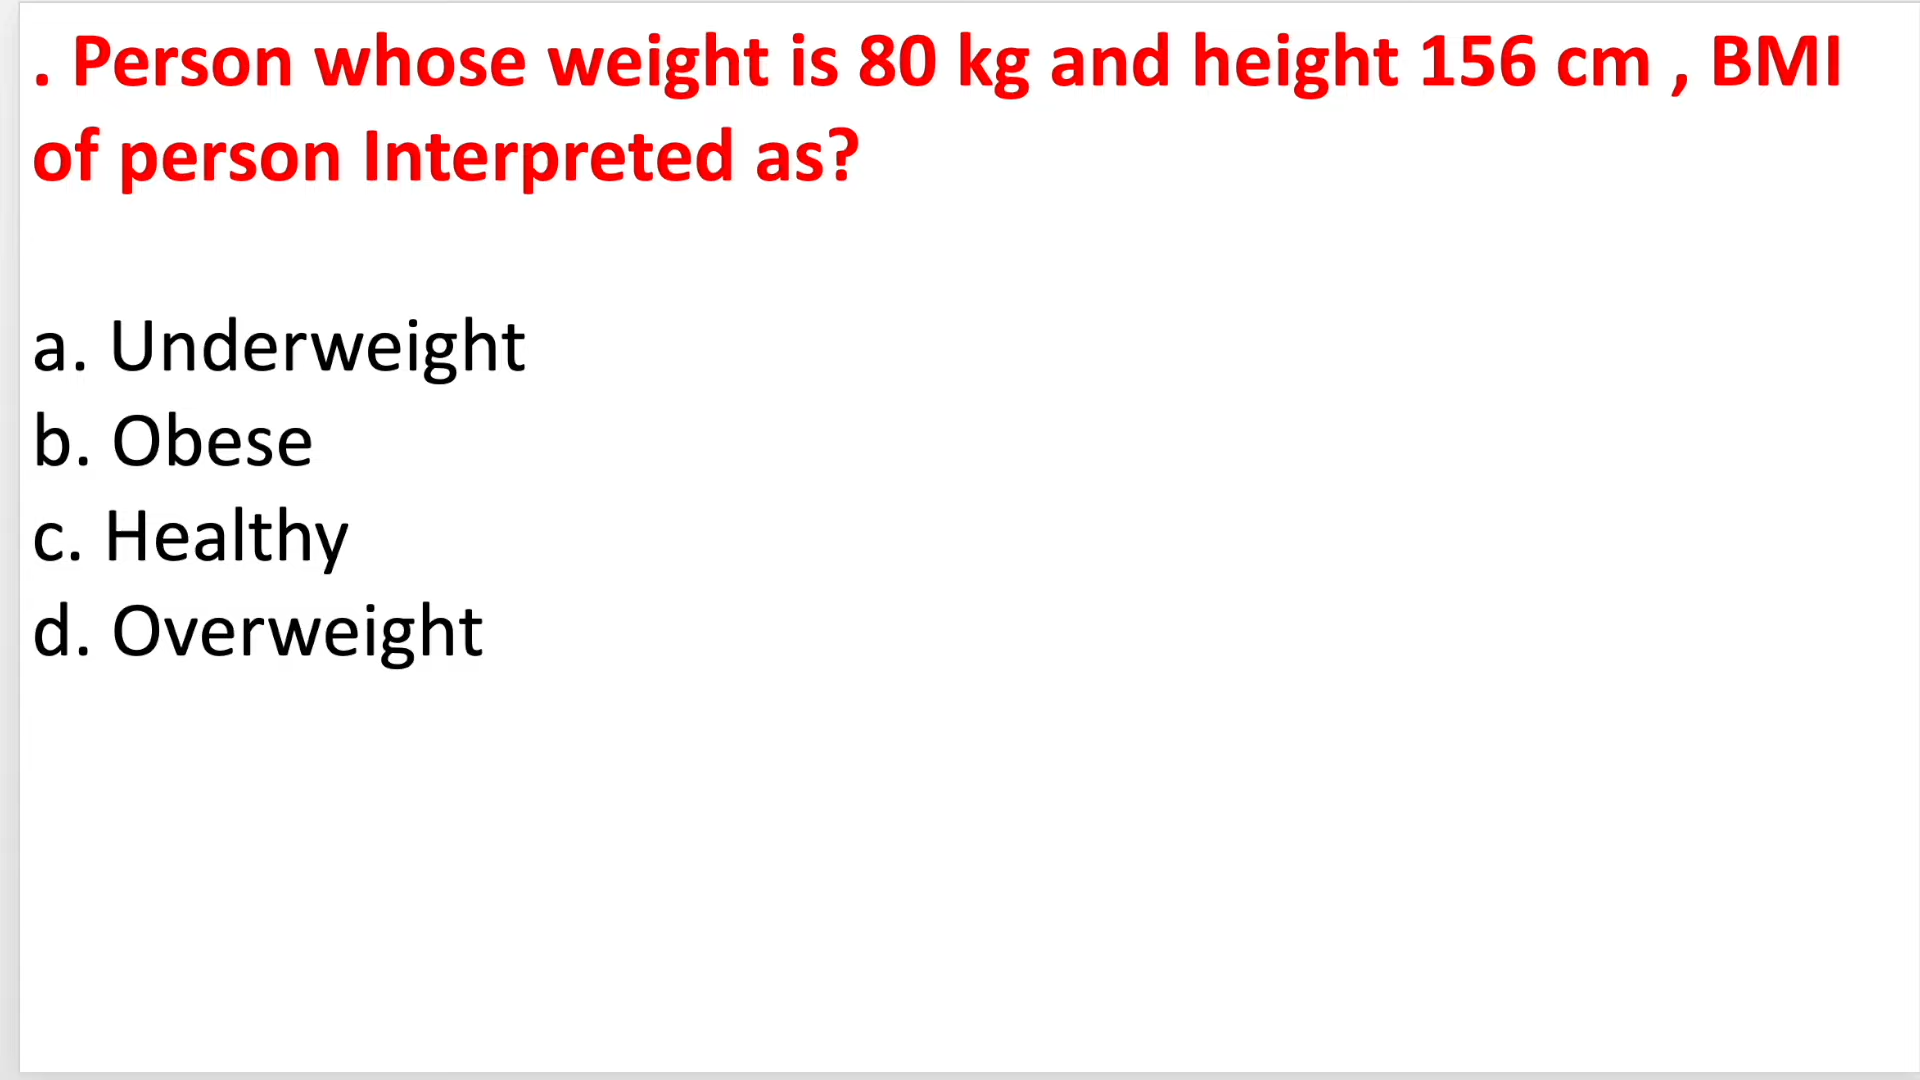 . Person whose weight is 80 kg and height 156 cm , BMI
of person Interpreted as?
a. Underweight
b. Obese
c. Healthy
d. Overweight